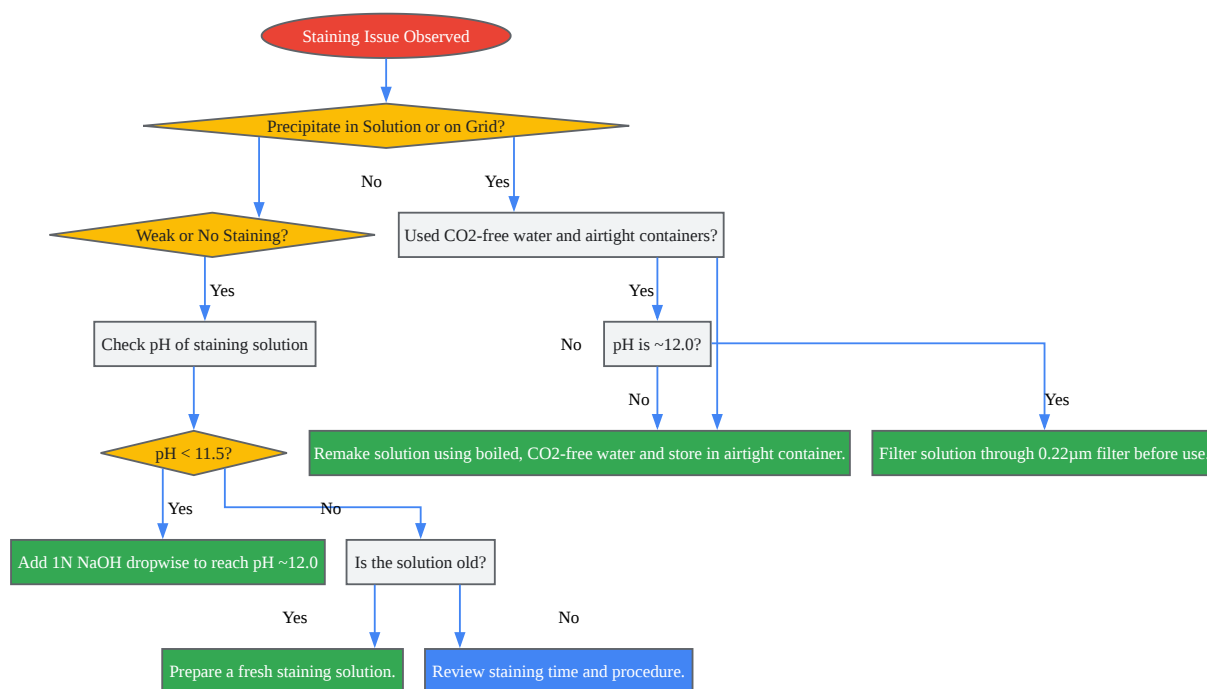 Staining Issue Observed
Precipitate in Solution or on Grid?
No
Yes
Weak or No Staining?
Used CO2-free water and airtight containers?
Yes
Yes
Check pH of staining solution
No
pH is ~12.0?
No
Yes
pH < 11.5?
Remake solution using boiled, CO2-free water and store in airtight container.
Filter solution through 0.22µm filter before use.
Yes
No
Add 1N NaOH dropwise to reach pH ~12.0
Is the solution old?
Yes
No
Prepare a fresh staining solution.
Review staining time and procedure.